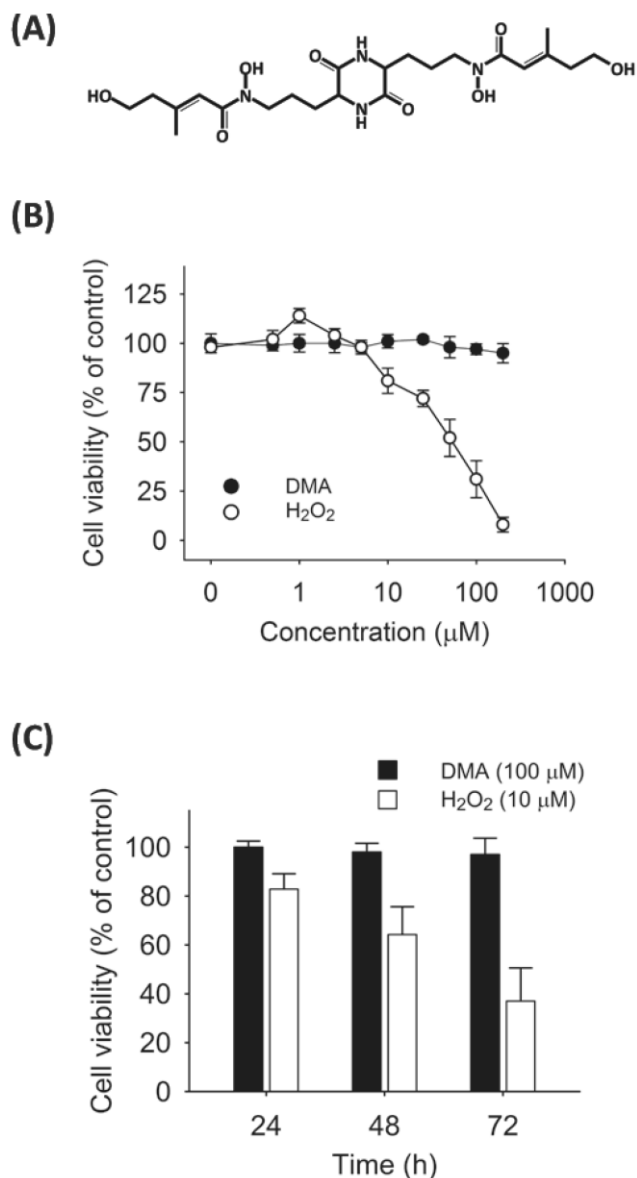 (A)
O
H
N
OH
N
O
OH
HO
OH
N
O
N
H
O
(B)
Cell viability (% of control)
125
100
75
50
25
0
DMA
H₂O₂
0 1 10 100 1000
Concentration (μM)
(C)
DMA (100 μM)
H₂O₂ (10 μM)
Cell viability (% of control)
100
80
60
40
20
0
24 48 72
Time (h)